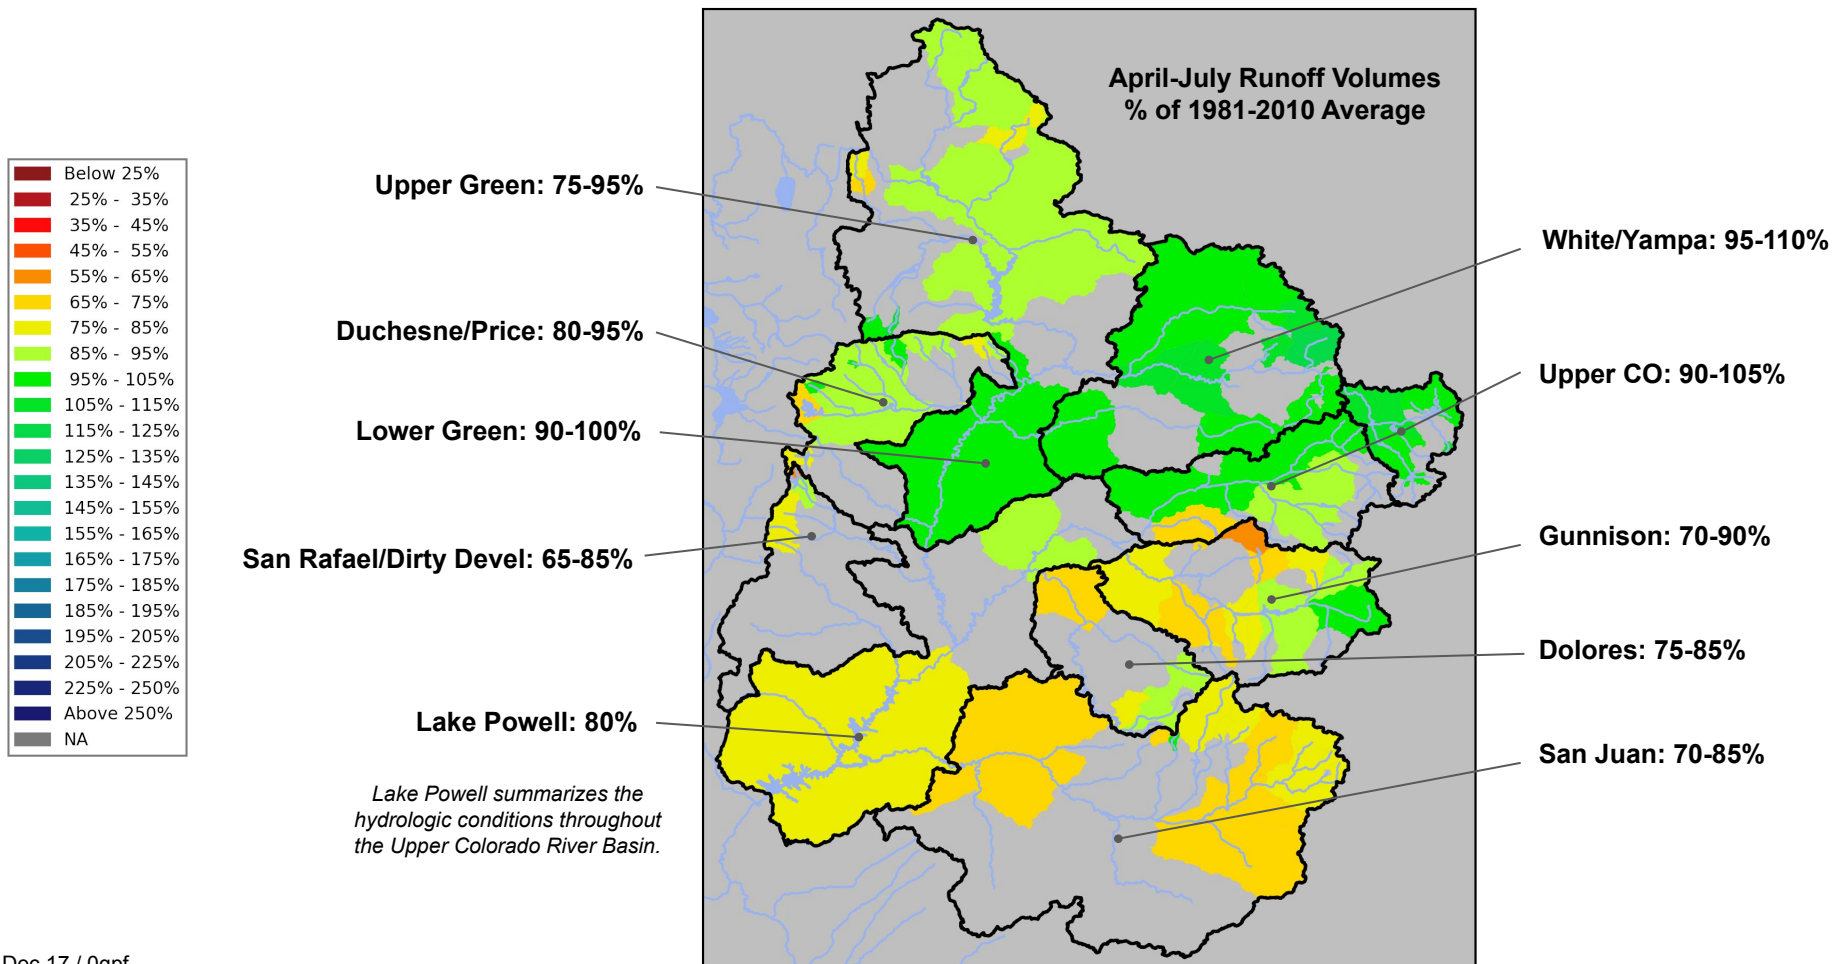 April-July Runoff Volumes
% of 1981-2010 Average
Below 25%
25% - 35%
35% - 45%
45% - 55%
55% - 65%
65% - 75%
75% - 85%
85% - 95%
95% - 105%
105% - 115%
115% - 125%
125% - 135%
135% - 145%
145% - 155%
155% - 165%
165% - 175%
175% - 185%
185% - 195%
195% - 205%
205% - 225%
225% - 250%
Above 250%
NA
Upper Green: 75-95%
Duchesne/Price: 80-95%
Lower Green: 90-100%
San Rafael/Dirty Devel: 65-85%
Lake Powell: 80%
Lake Powell summarizes the
hydrologic conditions throughout
the Upper Colorado River Basin.
White/Yampa: 95-110%
Upper CO: 90-105%
Gunnison: 70-90%
Dolores: 75-85%
San Juan: 70-85%
Dec 17 / 0qpf